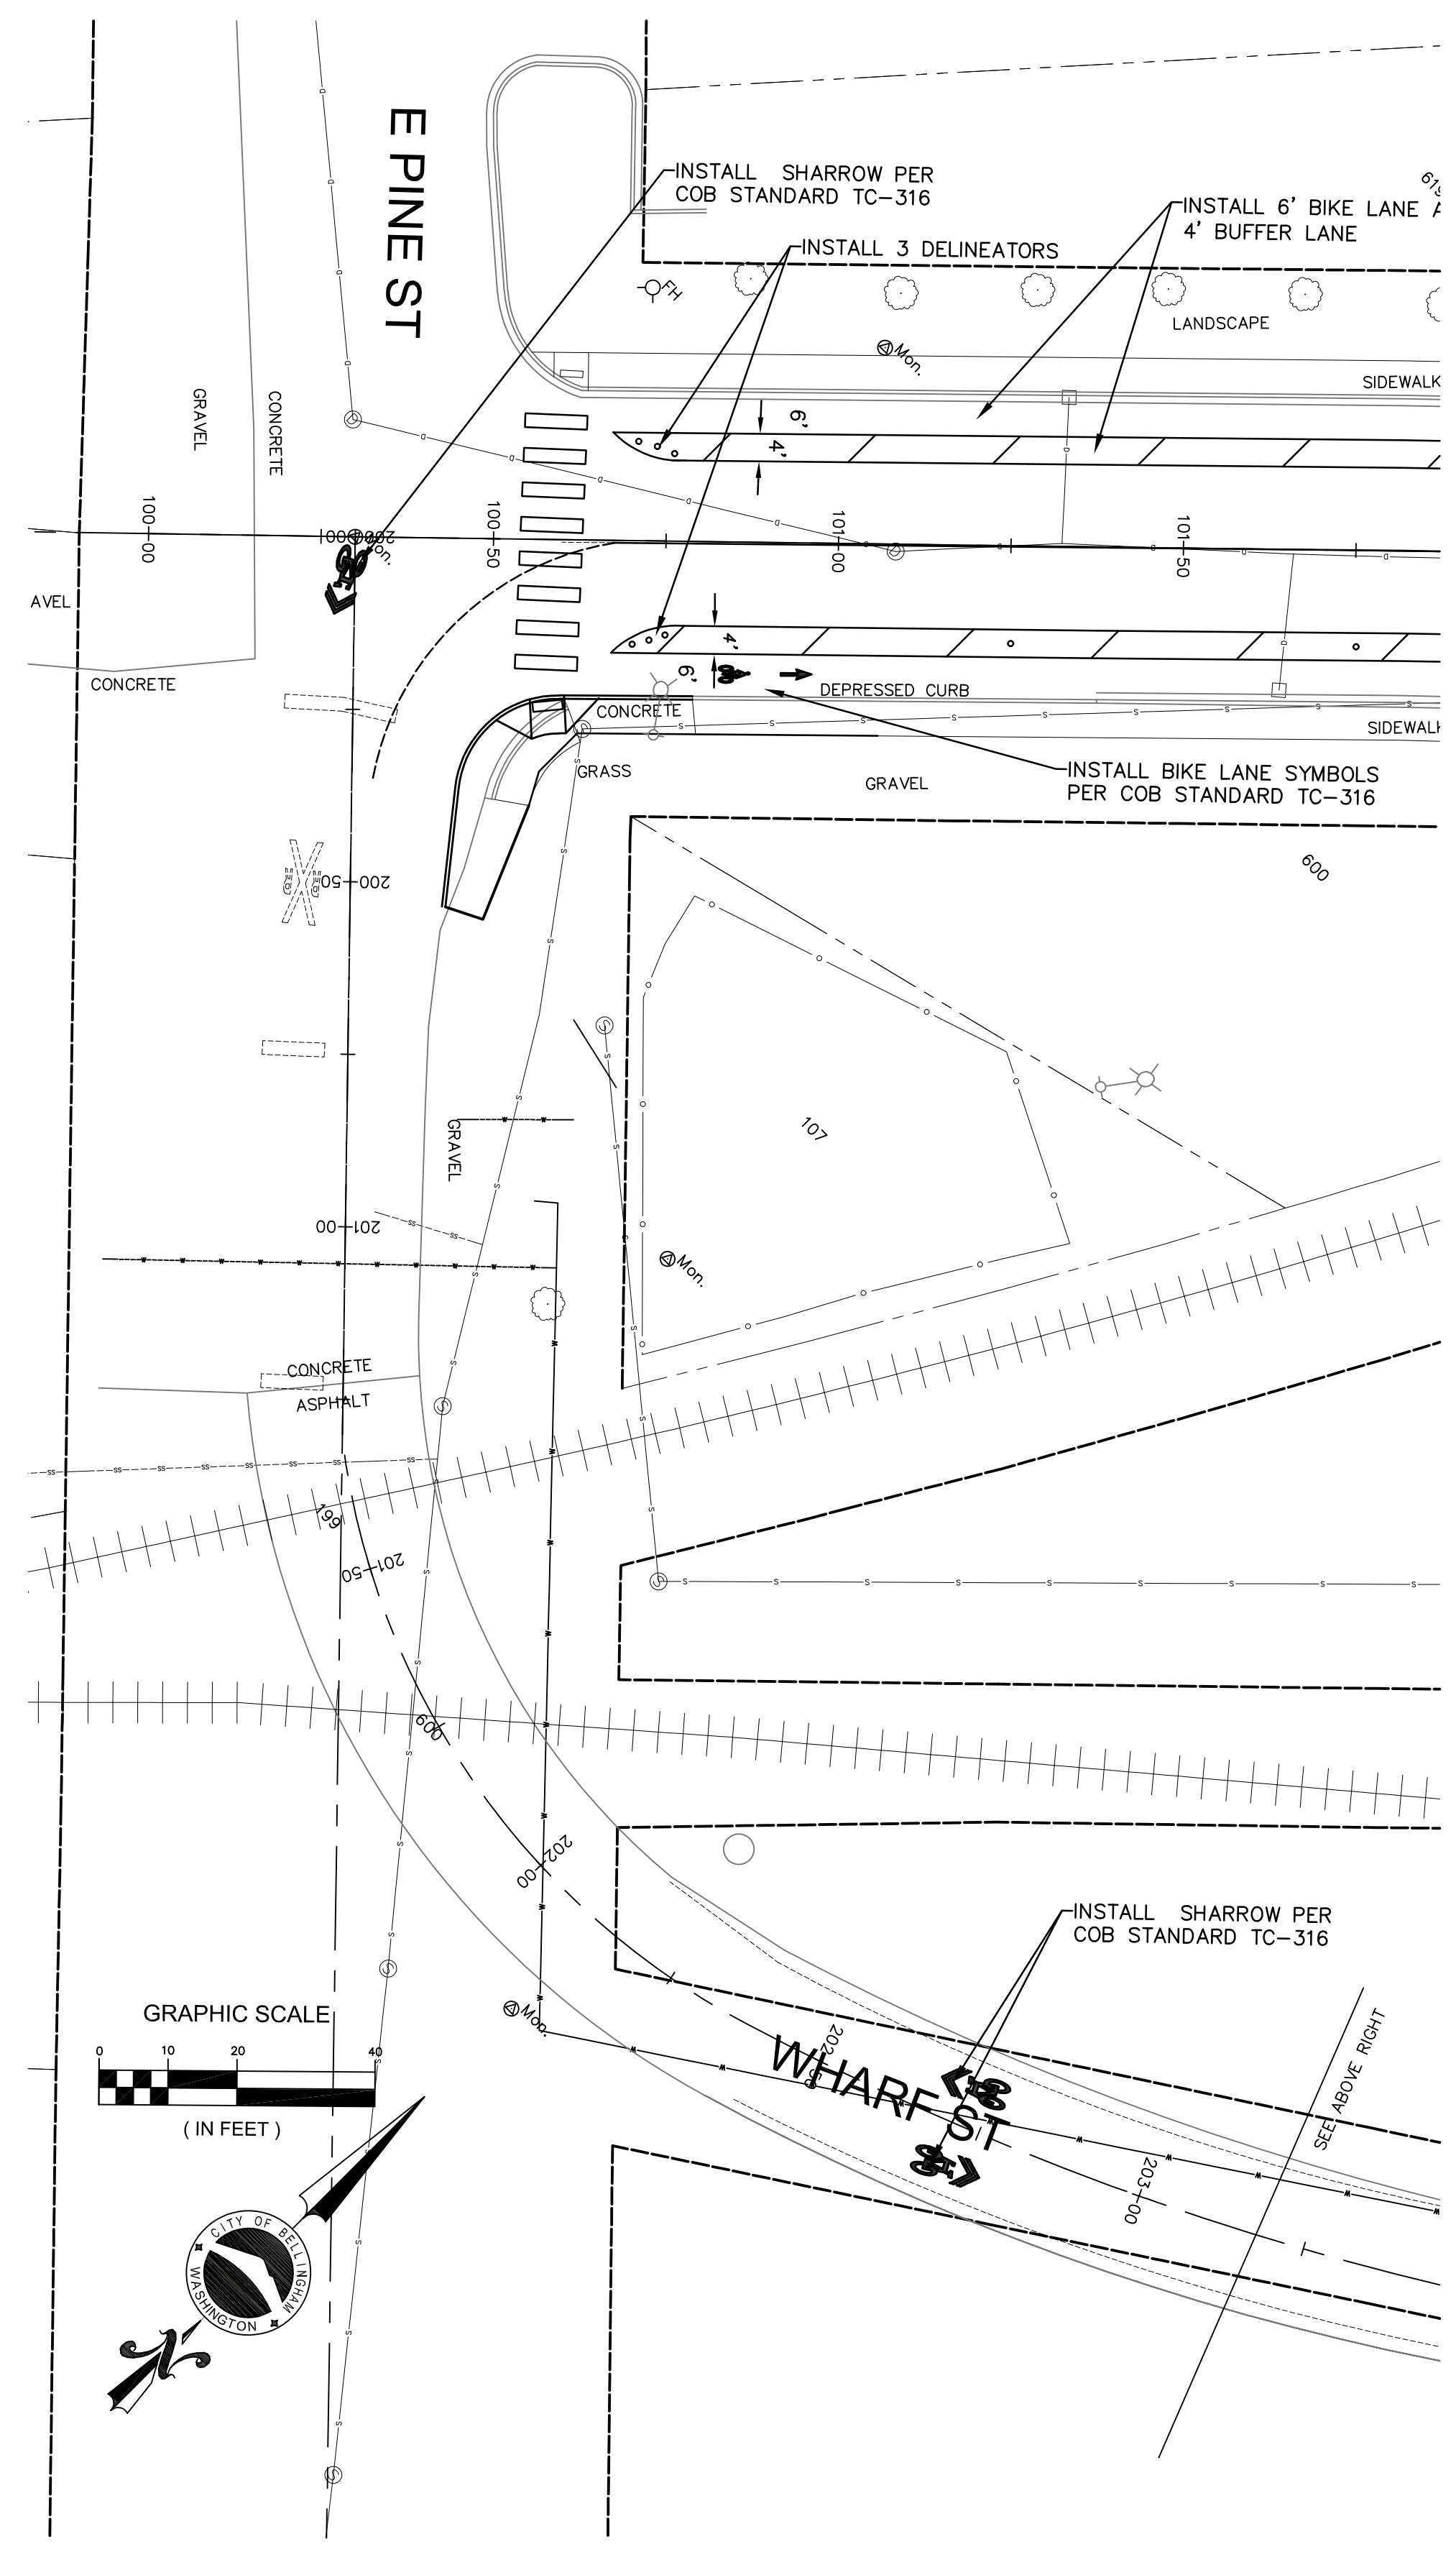 E PINE ST
INSTALL SHARROW PER
COB STANDARD TC-316
INSTALL 3 DELINEATORS
INSTALL 6' BIKE LANE
4' BUFFER LANE
FH
LANDSCAPE
Mon.
SIDEWALK
GRAVEL
CONCRETE
6'
4'
100-00
100-50
101-00
101-50
Mon.
AVEL
4'
6'
CONCRETE
DEPRESSED CURB
CONCRETE
SIDEWALK
GRASS
GRAVEL
INSTALL BIKE LANE SYMBOLS
PER COB STANDARD TC-316
600
200-50
107
GRAVEL
201-00
Mon.
CONCRETE
ASPHALT
199
201-50
600
202-00
INSTALL SHARROW PER
COB STANDARD TC-316
Mon.
GRAPHIC SCALE
0 10 20 40
( IN FEET )
WHARF ST
203-00
SEE ABOVE RIGHT
CITY OF BELLINGHAM
WASHINGTON
N